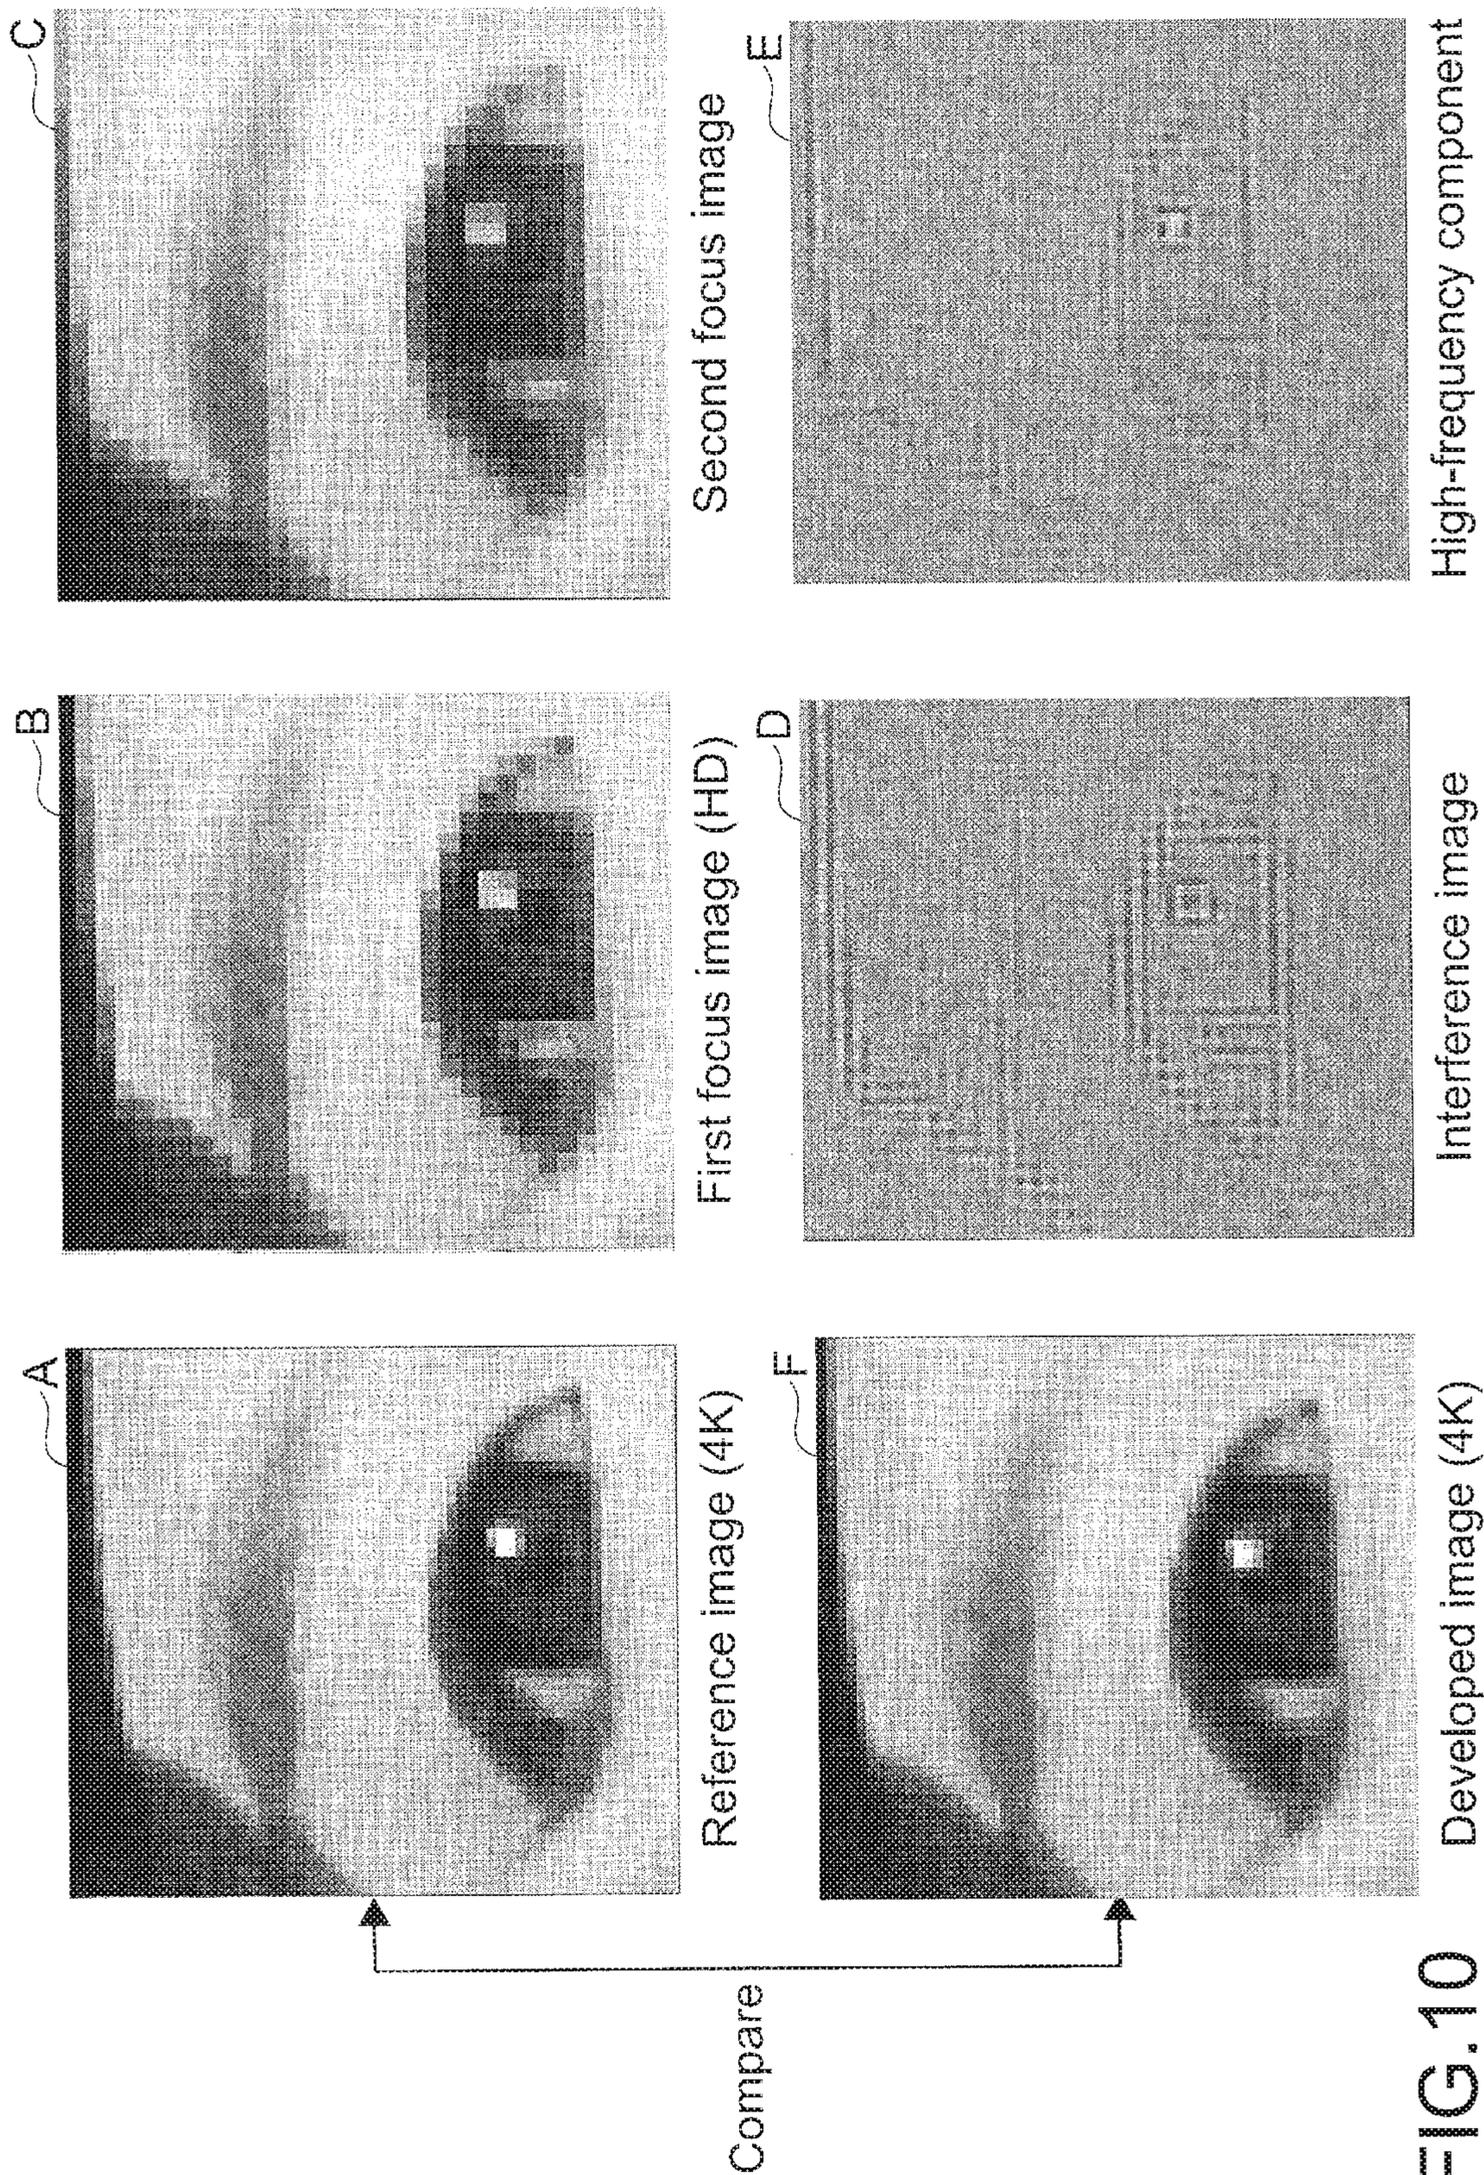 A
B
C
Reference image (4K)
First focus image (HD)
Second focus image
Compare
F
D
E
Developed image (4K)
Interference image
High-frequency component
FIG.10